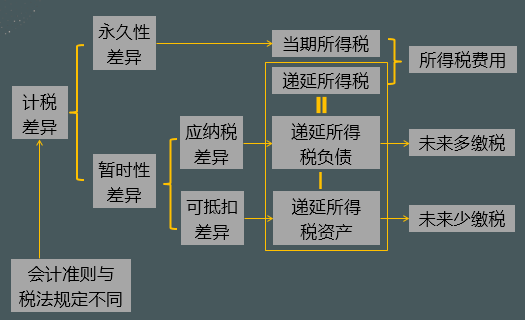 永久性
差异
当期所得税
所得税费用
递延所得税
计税
差异
应纳税
差异
递延所得
税负债
未来多缴税
暂时性
差异
可抵扣
差异
递延所得
税资产
未来少缴税
会计准则与
税法规定不同